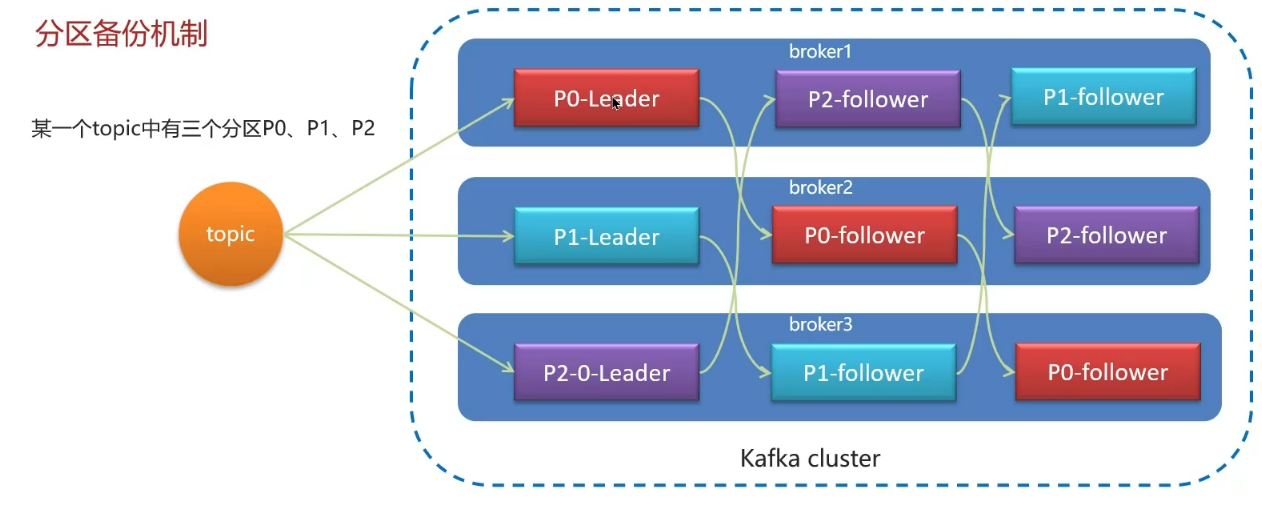 分区备份机制
某一个topic中有三个分区P0、P1、P2
topic
broker1
P0-Leader
P2-follower
P1-follower
broker2
P1-Leader
P0-follower
P2-follower
broker3
P2-0-Leader
P1-follower
P0-follower
Kafka cluster